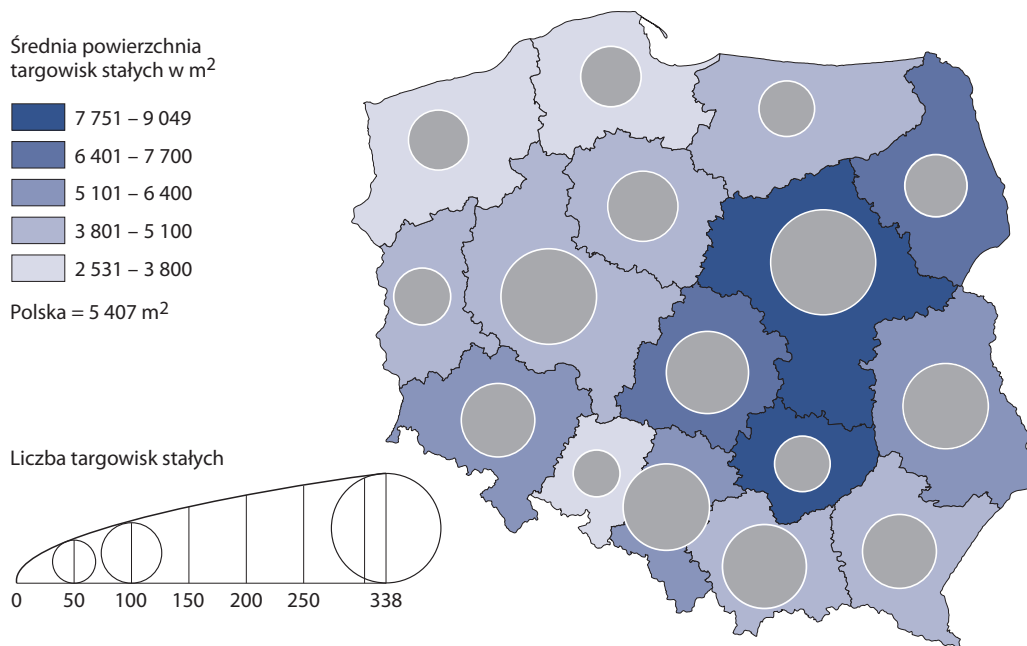 Średnia powierzchnia
targowisk stałych w m²
7 751 – 9 049
6 401 – 7 700
5 101 – 6 400
3 801 – 5 100
2 531 – 3 800
Polska = 5 407 m²
Liczba targowisk stałych
0 50 100 150 200 250 338